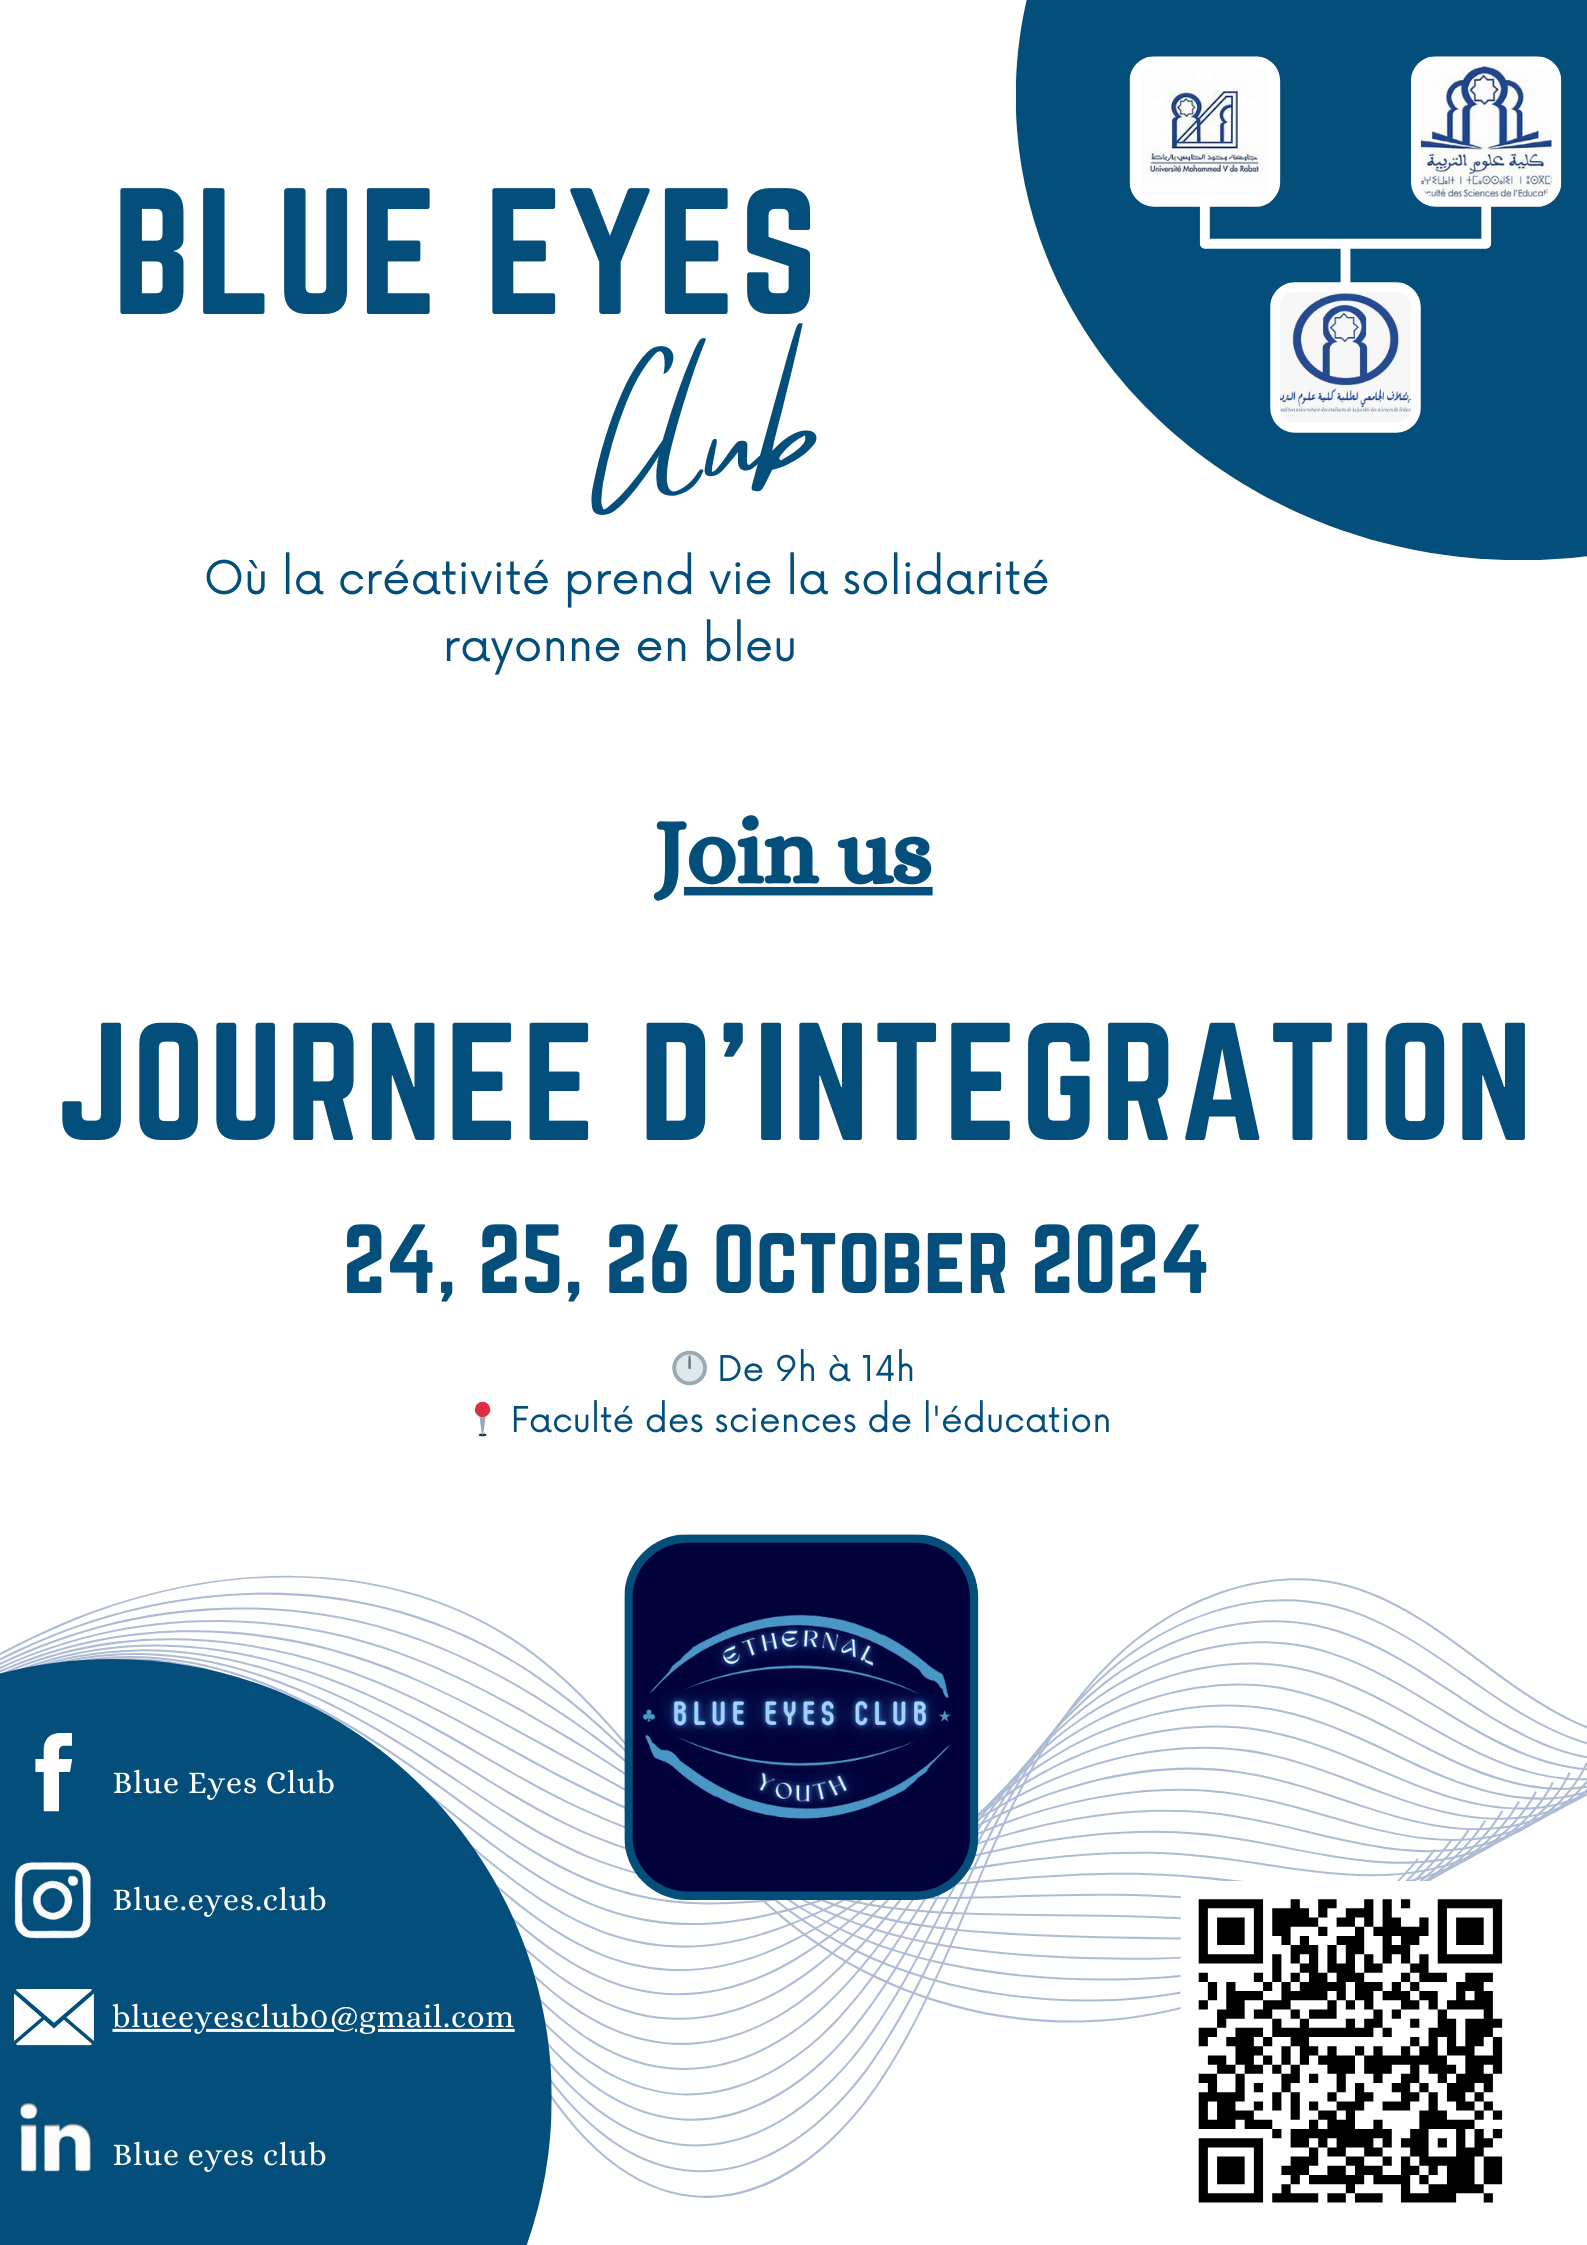 Université Mohammed V de Rabat
كلية علوم التربية
BLUE EYES
Club
Où la créativité prend vie la solidarité
rayonne en bleu
Join us
JOURNEE D'INTEGRATION
24, 25, 26 October 2024
De 9h à 14h
Faculté des sciences de l'éducation
ETHERNAL
BLUE EYES CLUB
YOUTH
Blue Eyes Club
Blue.eyes.club
blueeyesclub0@gmail.com
Blue eyes club